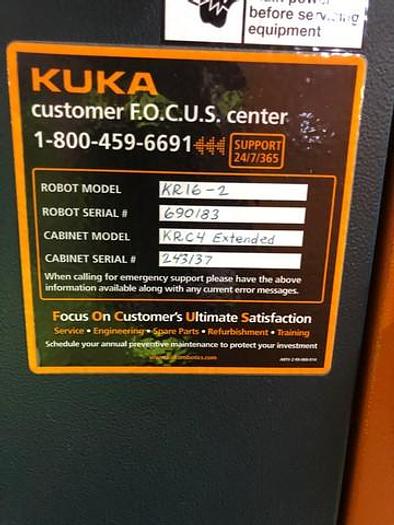 before servicing
equipment
KUKA
customer F.O.C.U.S. center
1-800-459-6691 SUPPORT 24/7/365
ROBOT MODEL KR16-2
ROBOT SERIAL # 690183
CABINET MODEL KRC4 Extended
CABINET SERIAL # 243137
When calling for emergency support please have the above
information available along with any current error messages.
Focus On Customer's Ultimate Satisfaction
Service • Engineering • Spare Parts • Refurbishment • Training
Schedule your annual preventive maintenance to protect your investment